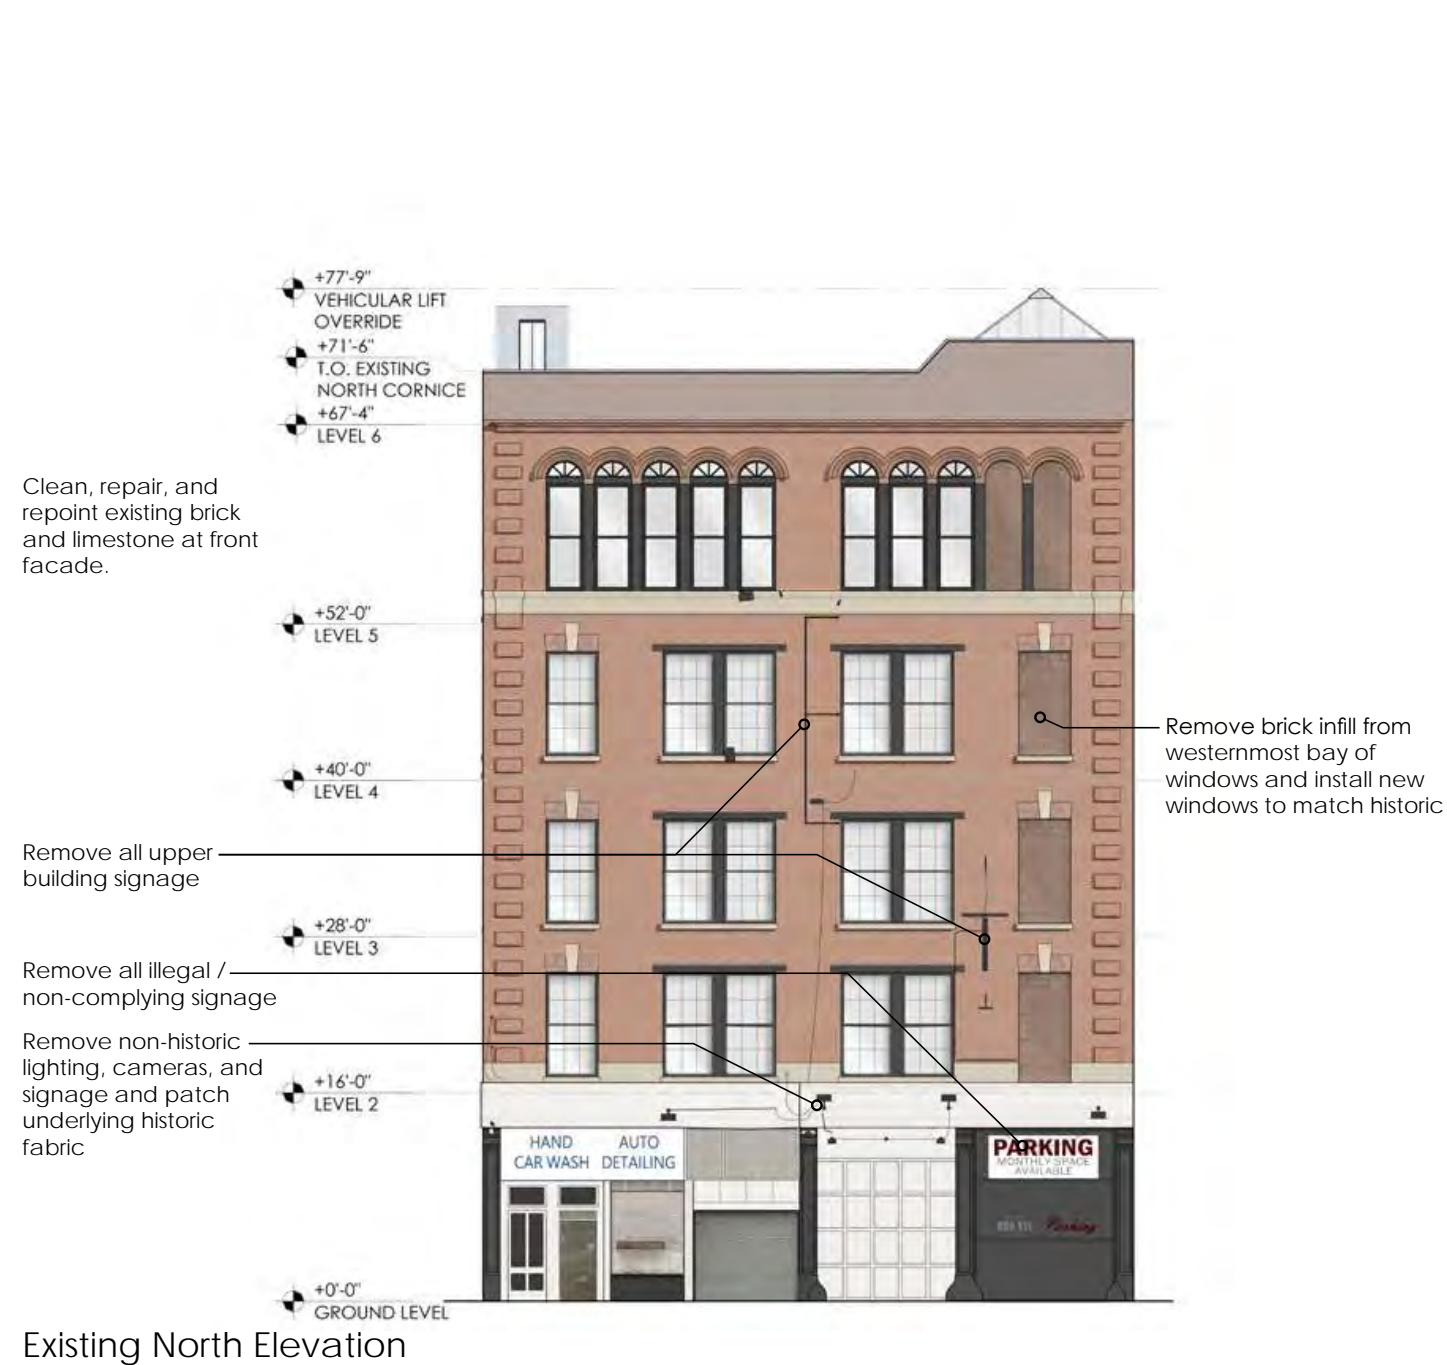 +77'-9"
VEHICULAR LIFT
OVERRIDE
+71'-6"
T.O. EXISTING
NORTH CORNICE
+67'-4"
LEVEL 6
Clean, repair, and
repoint existing brick
and limestone at front
facade.
+52'-0"
LEVEL 5
Remove brick infill from
westernmost bay of
windows and install new
windows to match historic
+40'-0"
LEVEL 4
Remove all upper
building signage
+28'-0"
LEVEL 3
Remove all illegal /
non-complying signage
Remove non-historic
lighting, cameras, and
signage and patch
underlying historic
fabric
+16'-0"
LEVEL 2
HAND
CAR WASH
AUTO
DETAILING
PARKING
MONTHLY SPACE
AVAILABLE
Parking
+0'-0"
GROUND LEVEL
Existing North Elevation